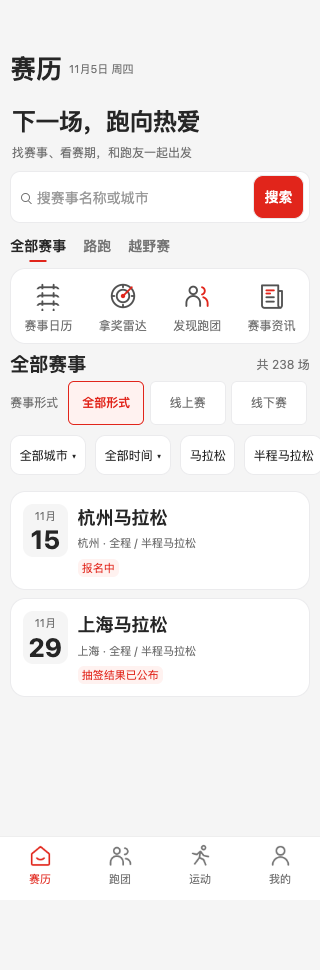 赛历 11月5日 周四
下一场，跑向热爱
找赛事、看赛期，和跑友一起出发
搜赛事名称或城市 搜索
全部赛事 路跑 越野赛
赛事日历 拿奖雷达 发现跑团 赛事资讯
全部赛事 共 238 场
赛事形式 全部形式 线上赛 线下赛
全部城市 ▾ 全部时间 ▾ 马拉松 半程马拉松
11月
15
杭州马拉松
杭州 · 全程 / 半程马拉松
报名中
11月
29
上海马拉松
上海 · 全程 / 半程马拉松
抽签结果已公布
赛历 跑团 运动 我的